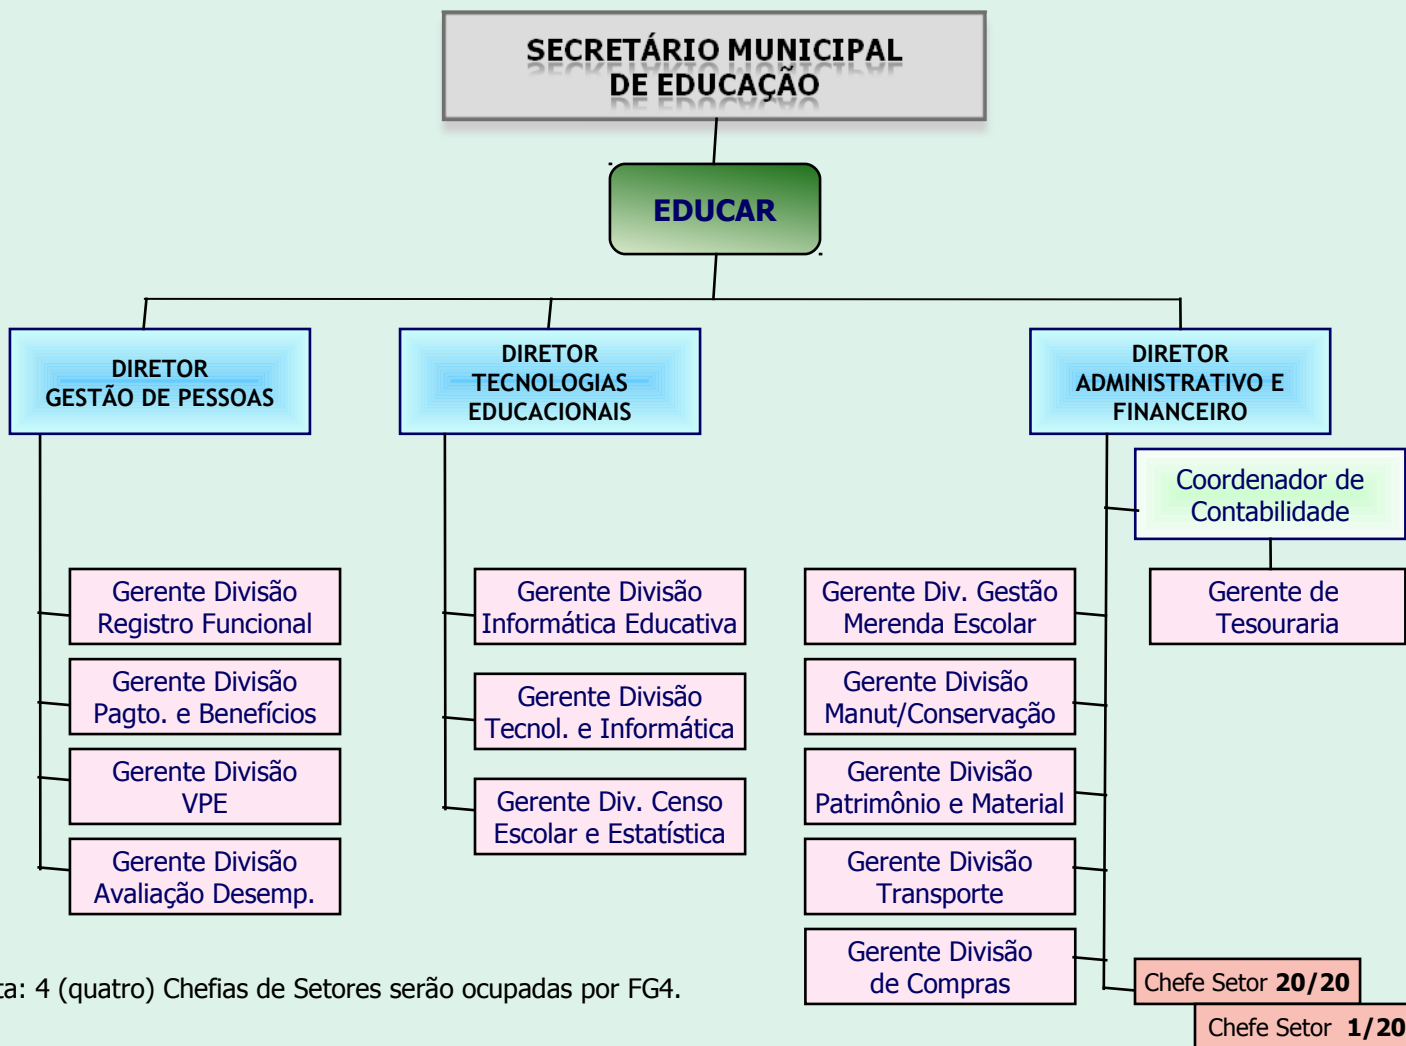 SECRETÁRIO MUNICIPAL
DE EDUCAÇÃO
EDUCAR
DIRETOR
GESTÃO DE PESSOAS
DIRETOR
TECNOLOGIAS
EDUCACIONAIS
DIRETOR
ADMINISTRATIVO E
FINANCEIRO
Coordenador de
Contabilidade
Gerente de
Tesouraria
Gerente Divisão
Registro Funcional
Gerente Divisão
Pagto. e Benefícios
Gerente Divisão
VPE
Gerente Divisão
Avaliação Desemp.
Gerente Divisão
Informática Educativa
Gerente Divisão
Tecnol. e Informática
Gerente Div. Censo
Escolar e Estatística
Gerente Div. Gestão
Merenda Escolar
Gerente Divisão
Manut/Conservação
Gerente Divisão
Patrimônio e Material
Gerente Divisão
Transporte
Gerente Divisão
de Compras
Chefe Setor 20/20
Chefe Setor 1/20
ta: 4 (quatro) Chefias de Setores serão ocupadas por FG4.